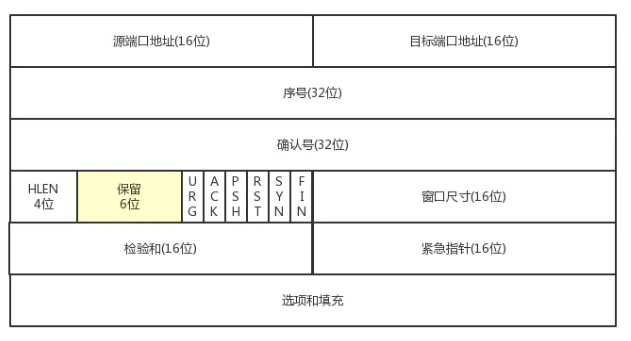 源端口地址(16位)
目标端口地址(16位)
序号(32位)
确认号(32位)
HLEN
4位
保留
6位
URG
ACK
PSH
RST
SYN
FIN
窗口尺寸(16位)
检验和(16位)
紧急指针(16位)
选项和填充